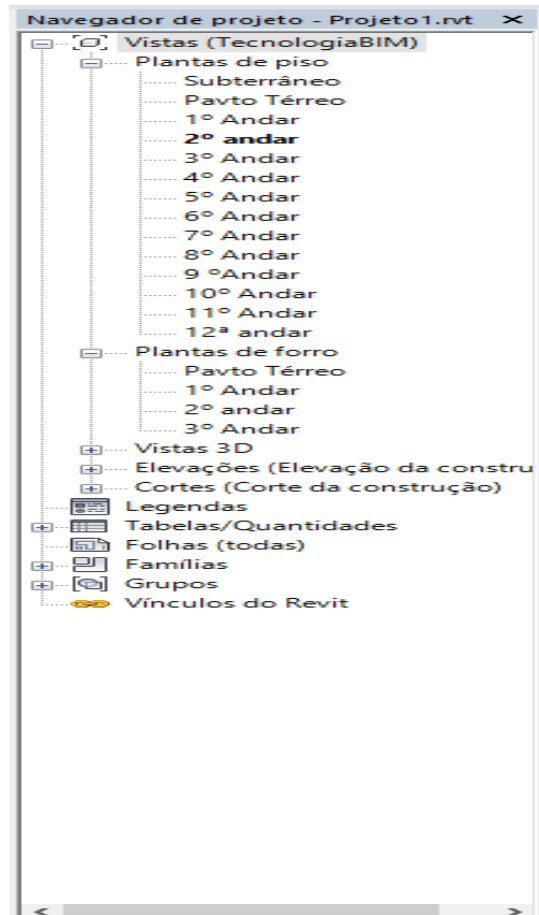 Navegador de projeto - Projeto1.rvt
Vistas (TecnologiaBIM)
Plantas de piso
Subterrâneo
Pavto Térreo
1º Andar
2º andar
3º Andar
4º Andar
5º Andar
6º Andar
7º Andar
8º Andar
9 ºAndar
10º Andar
11º Andar
12ª andar
Plantas de forro
Pavto Térreo
1º Andar
2º andar
3º Andar
Vistas 3D
Elevações (Elevação da constru
Cortes (Corte da construção)
Legendas
Tabelas/Quantidades
Folhas (todas)
Famílias
Grupos
Vínculos do Revit